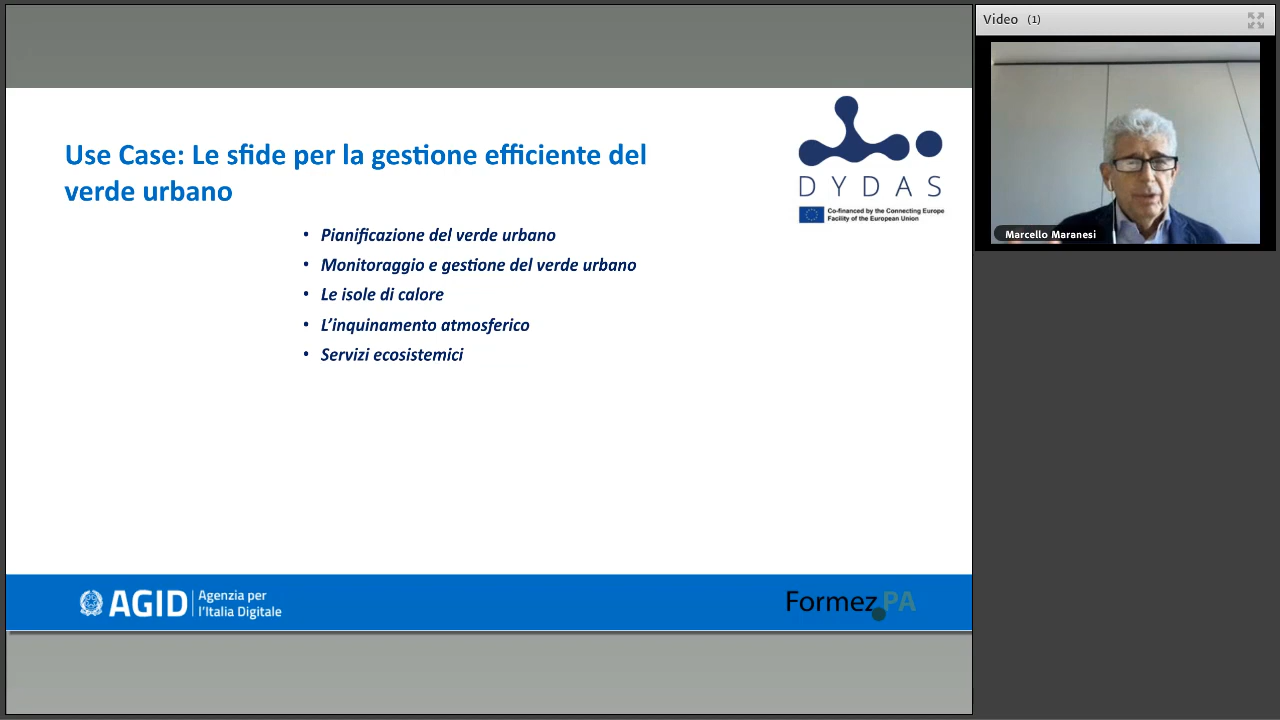 Video (1)
Use Case: Le sfide per la gestione efficiente del
verde urbano
• Pianificazione del verde urbano
• Monitoraggio e gestione del verde urbano
• Le isole di calore
• L’inquinamento atmosferico
• Servizi ecosistemici
DYDAS
Co-financed by the Connecting Europe
Facility of the European Union
Marcello Maranesi
AGID
Agenzia per
l’Italia Digitale
Formez PA